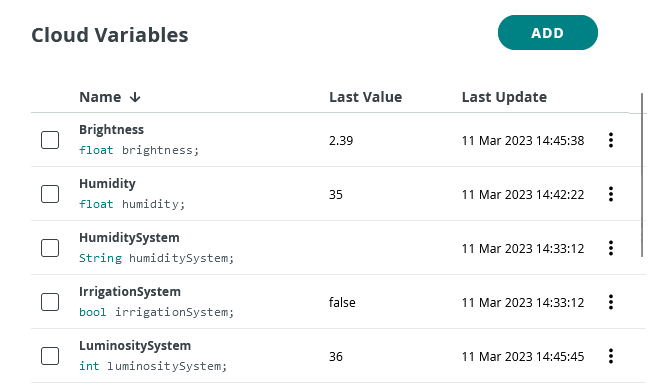 Cloud Variables
ADD
Name ↓ Last Value Last Update
Brightness
float brightness;
2.39 11 Mar 2023 14:45:38
Humidity
float humidity;
35 11 Mar 2023 14:42:22
HumiditySystem
String humiditySystem;
11 Mar 2023 14:33:12
IrrigationSystem
bool irrigationSystem;
false 11 Mar 2023 14:33:12
LuminositySystem
int luminositySystem;
36 11 Mar 2023 14:45:45